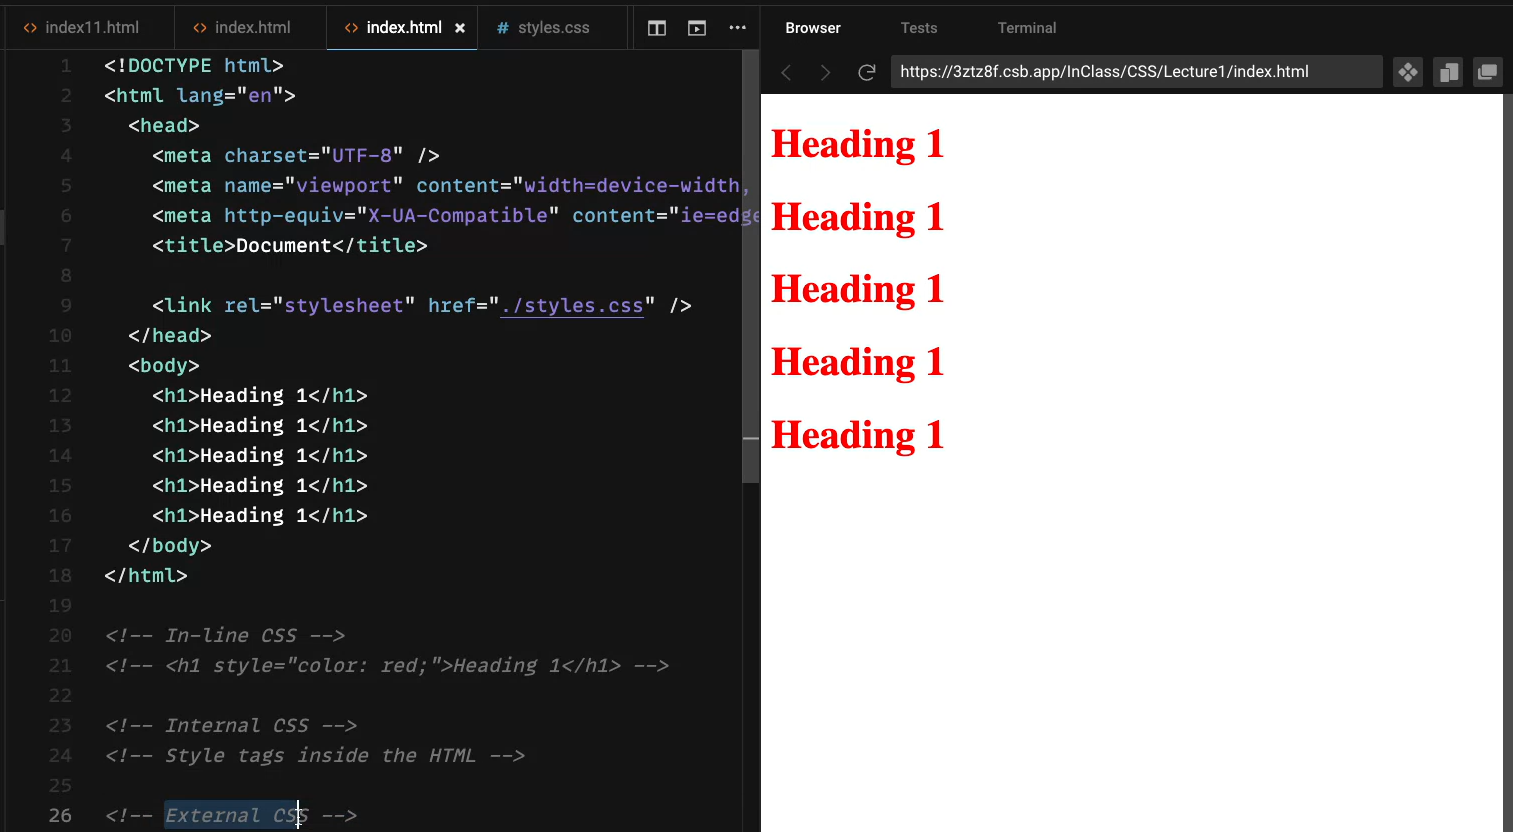 index11.html index.html index.html styles.css
1 <!DOCTYPE html>
2 <html lang="en">
3 <head>
4 <meta charset="UTF-8" />
5 <meta name="viewport" content="width=device-width,
6 <meta http-equiv="X-UA-Compatible" content="ie=edge
7 <title>Document</title>
8
9 <link rel="stylesheet" href="./styles.css" />
10 </head>
11 <body>
12 <h1>Heading 1</h1>
13 <h1>Heading 1</h1>
14 <h1>Heading 1</h1>
15 <h1>Heading 1</h1>
16 <h1>Heading 1</h1>
17 </body>
18 </html>
19
20 <!-- In-line CSS -->
21 <!-- <h1 style="color: red;">Heading 1</h1> -->
22
23 <!-- Internal CSS -->
24 <!-- Style tags inside the HTML -->
25
26 <!-- External CSS -->
Browser Tests Terminal
https://3ztz8f.csb.app/InClass/CSS/Lecture1/index.html
Heading 1
Heading 1
Heading 1
Heading 1
Heading 1